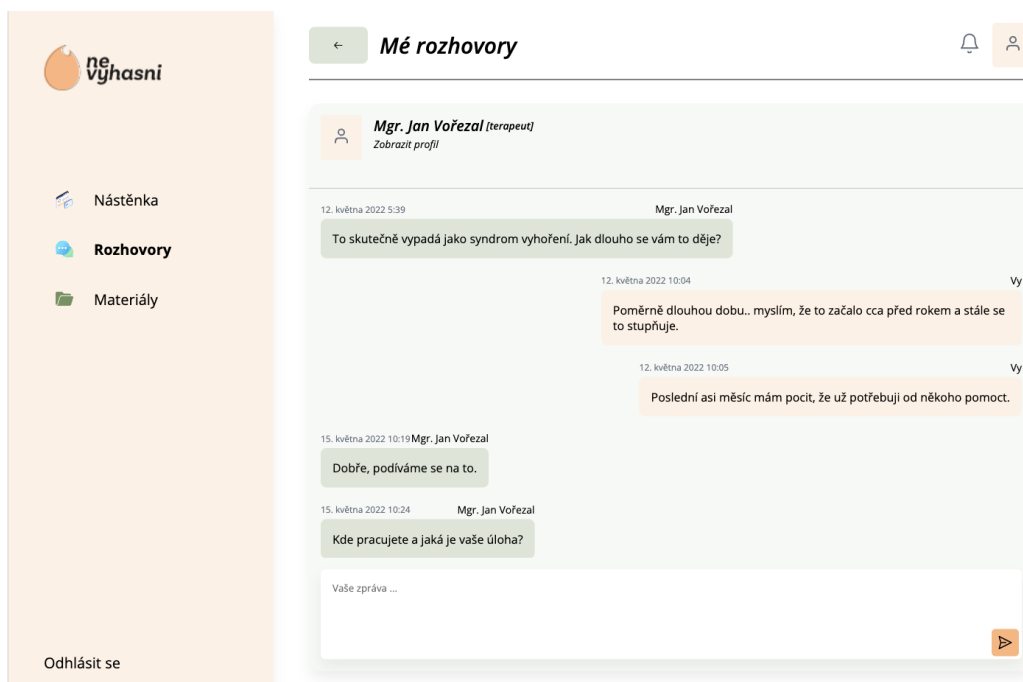 ne
vyhasni
Nástěnka
Rozhovory
Materiály
Odhlásit se
Mé rozhovory
Mgr. Jan Vořezal [terapeut]
Zobrazit profil
12. května 2022 5:39 Mgr. Jan Vořezal
To skutečně vypadá jako syndrom vyhoření. Jak dlouho se vám to děje?
12. května 2022 10:04 Vy
Poměrně dlouhou dobu.. myslím, že to začalo cca před rokem a stále se
to stupňuje.
12. května 2022 10:05 Vy
Poslední asi měsíc mám pocit, že už potřebuji od někoho pomoct.
15. května 2022 10:19 Mgr. Jan Vořezal
Dobře, podíváme se na to.
15. května 2022 10:24 Mgr. Jan Vořezal
Kde pracujete a jaká je vaše úloha?
Vaše zpráva ...